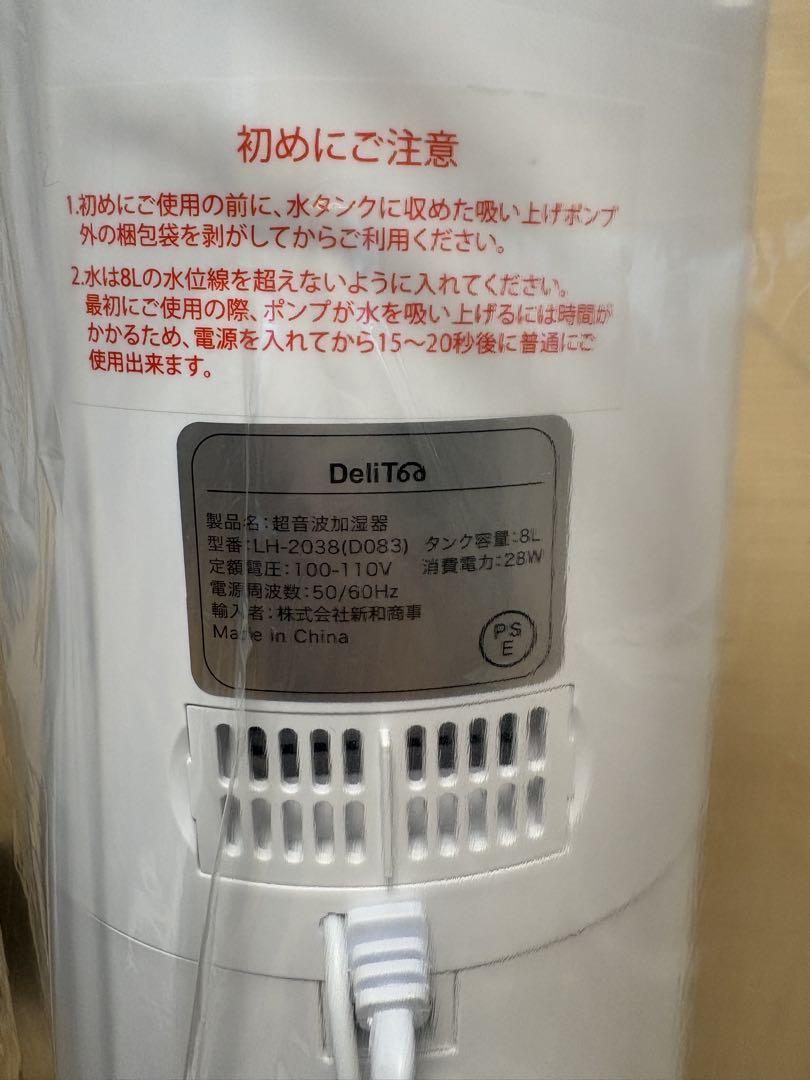 初めにご注意
1.初めにご使用の前に、水タンクに収めた吸い上げポンプ
外の梱包袋を剥がしてからご利用ください。
2.水は8Lの水位線を超えないように入れてください。
最初にご使用の際、ポンプが水を吸い上げるには時間が
かかるため、電源を入れてから15～20秒後に普通にご
使用出来ます。
DeliToo
製品名:超音波加湿器
型番:LH-2038(D083) タンク容量:8L
定額電圧:100-110V 消費電力:28W
電源周波数:50/60Hz
輸入者:株式会社新和商事
Made in China
PS
E